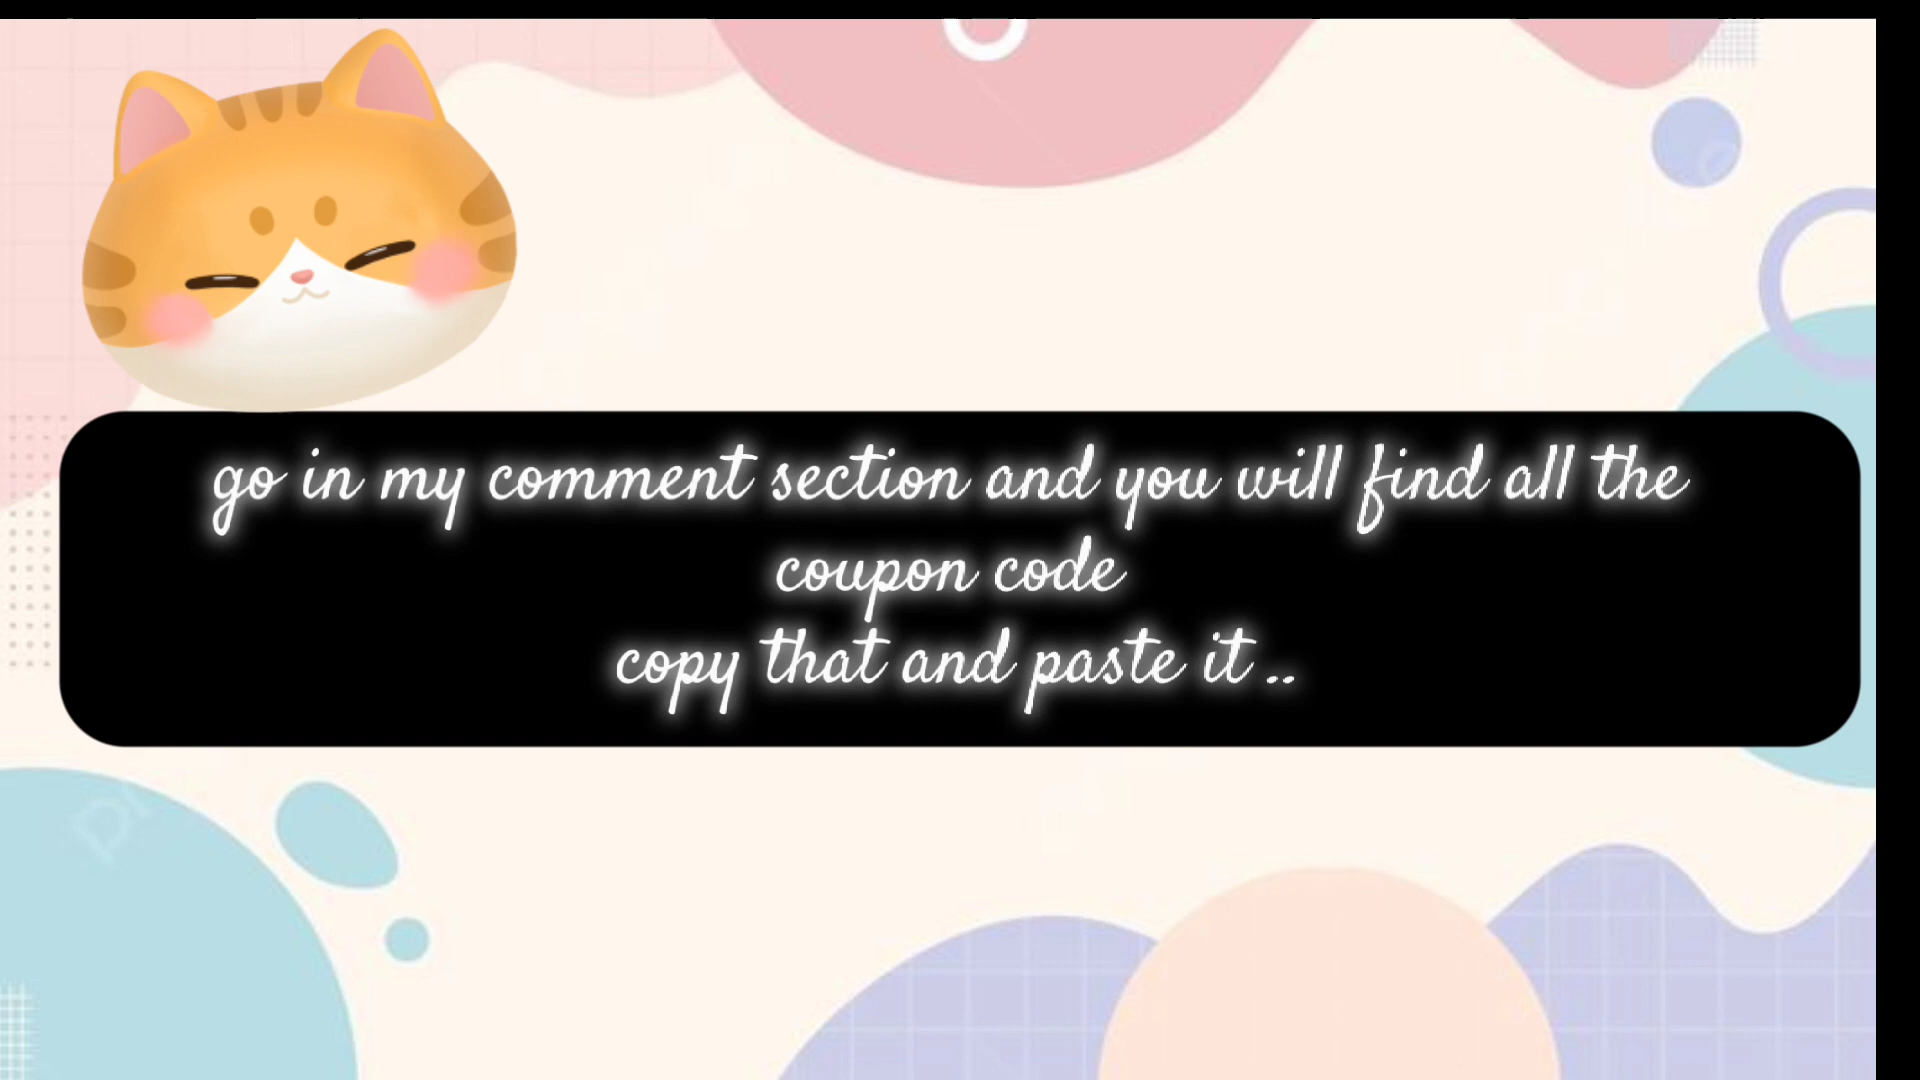 go in my comment section and you will find all the
coupon code
copy that and paste it ..